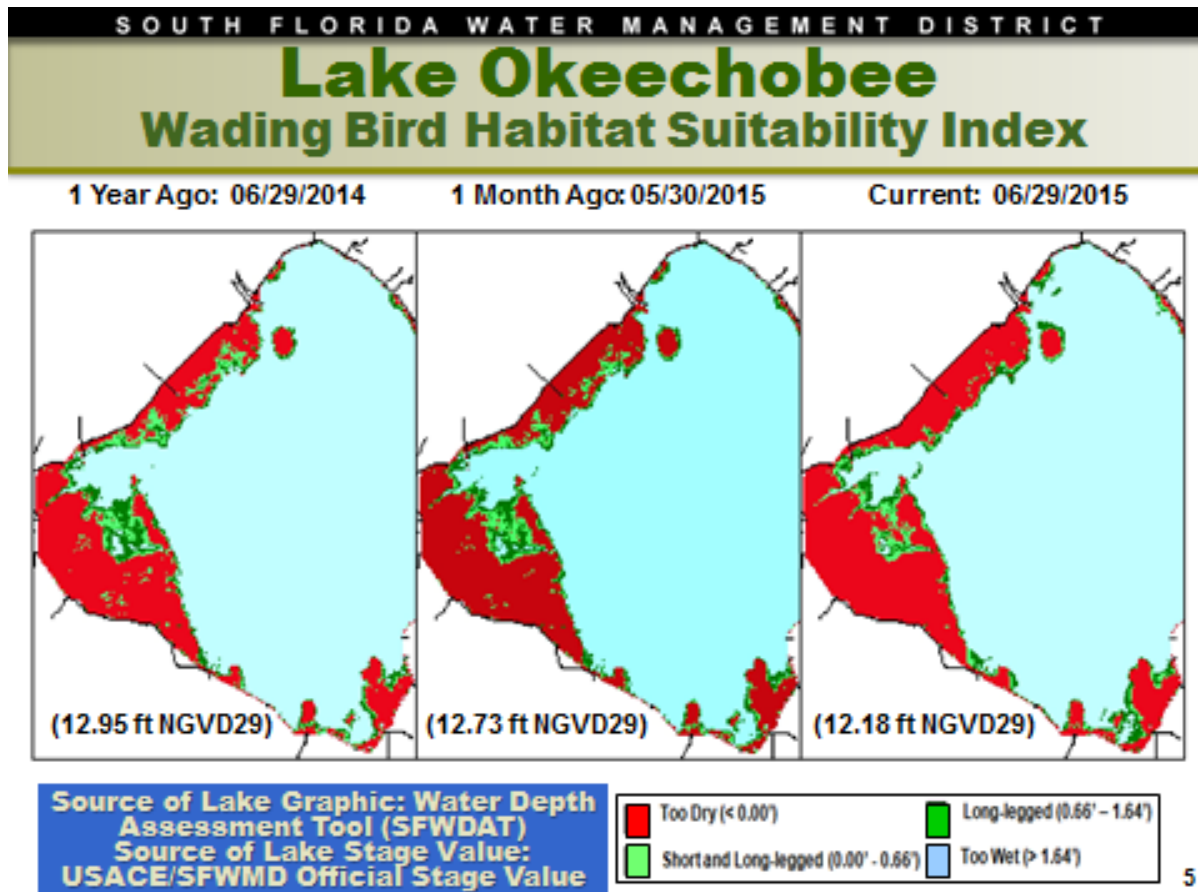 SOUTH FLORIDA WATER MANAGEMENT DISTRICT
Lake Okeechobee
Wading Bird Habitat Suitability Index
1 Year Ago: 06/29/2014
1 Month Ago: 05/30/2015
Current: 06/29/2015
(12.95 ft NGVD29)
(12.73 ft NGVD29)
(12.18 ft NGVD29)
Source of Lake Graphic: Water Depth
Assessment Tool (SFWDAT)
Source of Lake Stage Value:
USACE/SFWMD Official Stage Value
Too Dry (< 0.00')
Long-legged (0.66' – 1.64')
Short and Long-legged (0.00' - 0.66')
Too Wet (> 1.64')
5